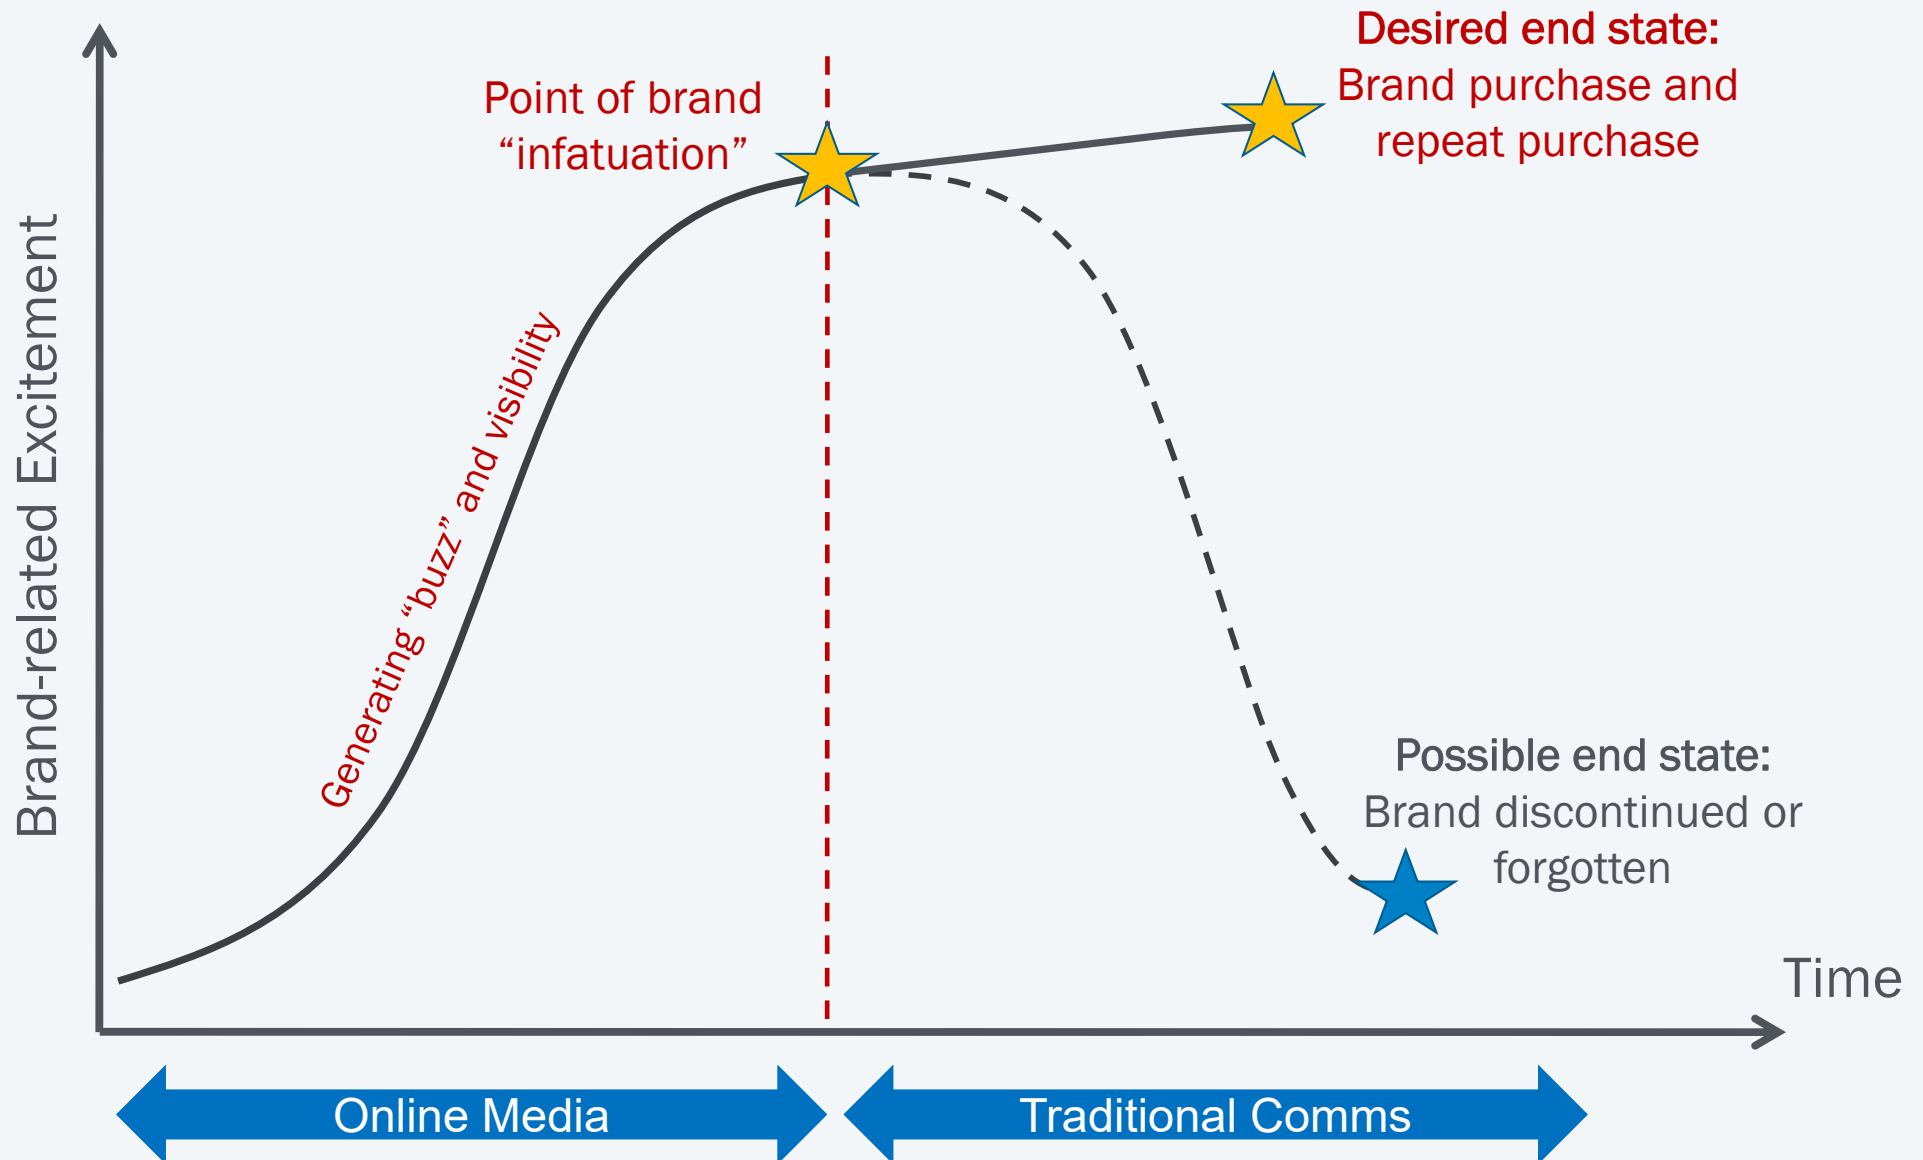 Desired end state:
Brand purchase and
repeat purchase
Point of brand
“infatuation”
Brand-related Excitement
Generating “buzz” and visibility
Possible end state:
Brand discontinued or
forgotten
Time
Online Media
Traditional Comms